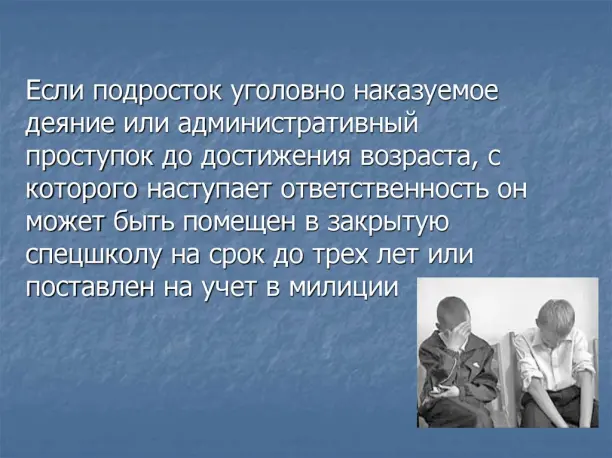 Если подросток уголовно наказуемое
деяние или административный
проступок до достижения возраста, с
которого наступает ответственность он
может быть помещен в закрытую
спецшколу на срок до трех лет или
поставлен на учет в милиции